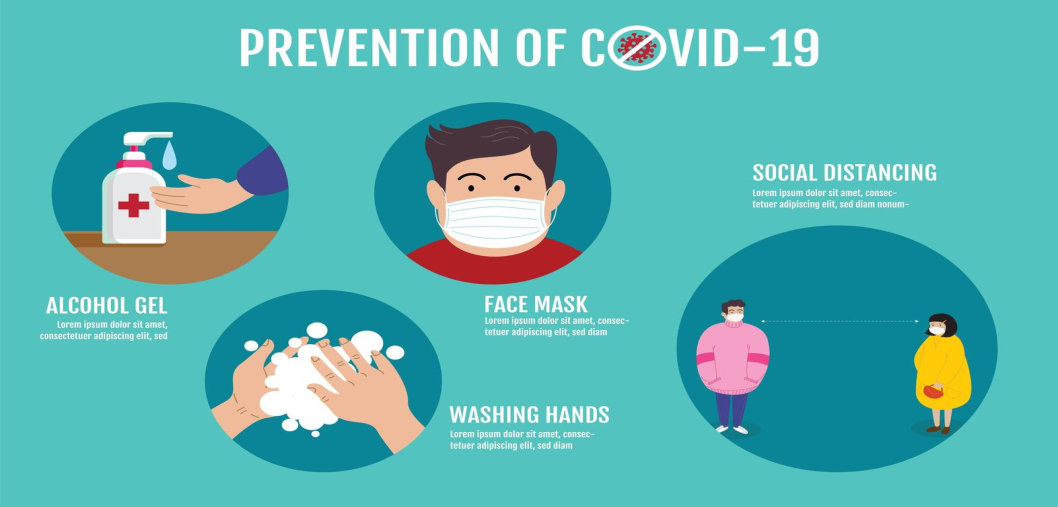 PREVENTION OF COVID-19
ALCOHOL GEL
Lorem ipsum dolor sit amet,
consectetuer adipiscing elit, sed
FACE MASK
Lorem ipsum dolor sit amet, consec-
tetuer adipiscing elit, sed diam
WASHING HANDS
Lorem ipsum dolor sit amet, consec-
tetuer adipiscing elit, sed diam
SOCIAL DISTANCING
Lorem ipsum dolor sit amet, consec-
tetuer adipiscing elit, sed diam nonum-